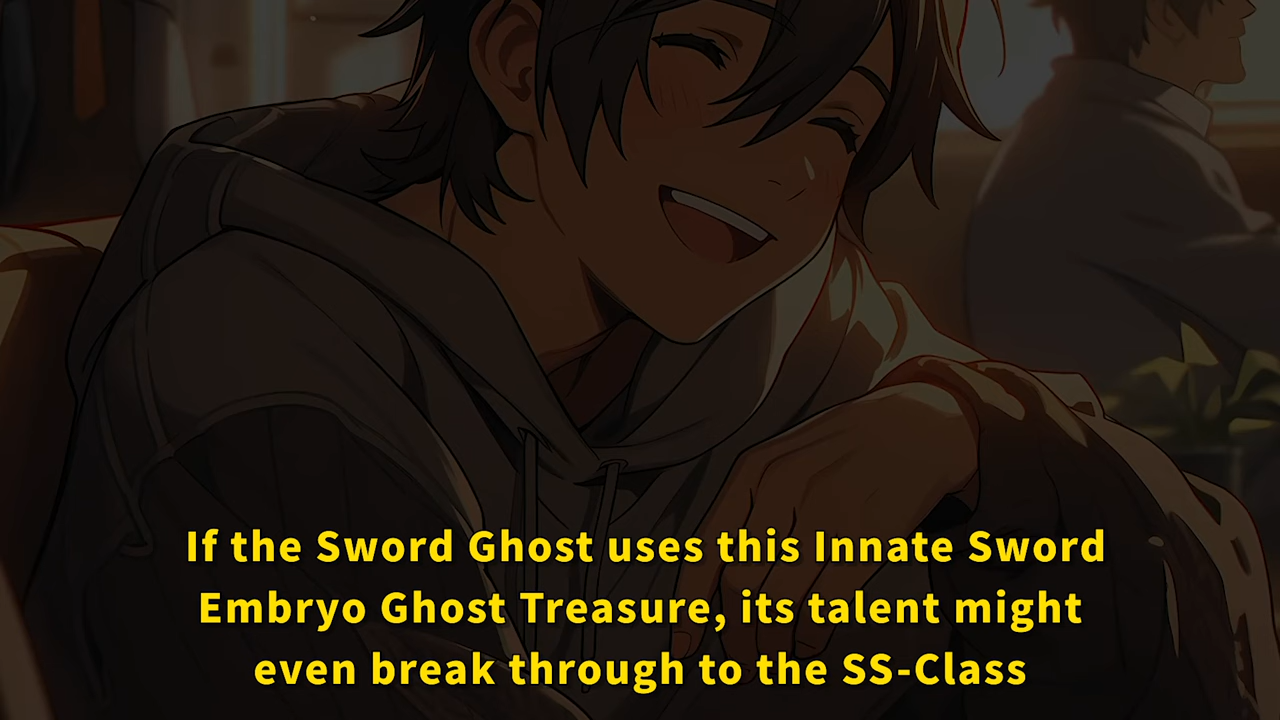 If the Sword Ghost uses this Innate Sword
Embryo Ghost Treasure, its talent might
even break through to the SS-Class